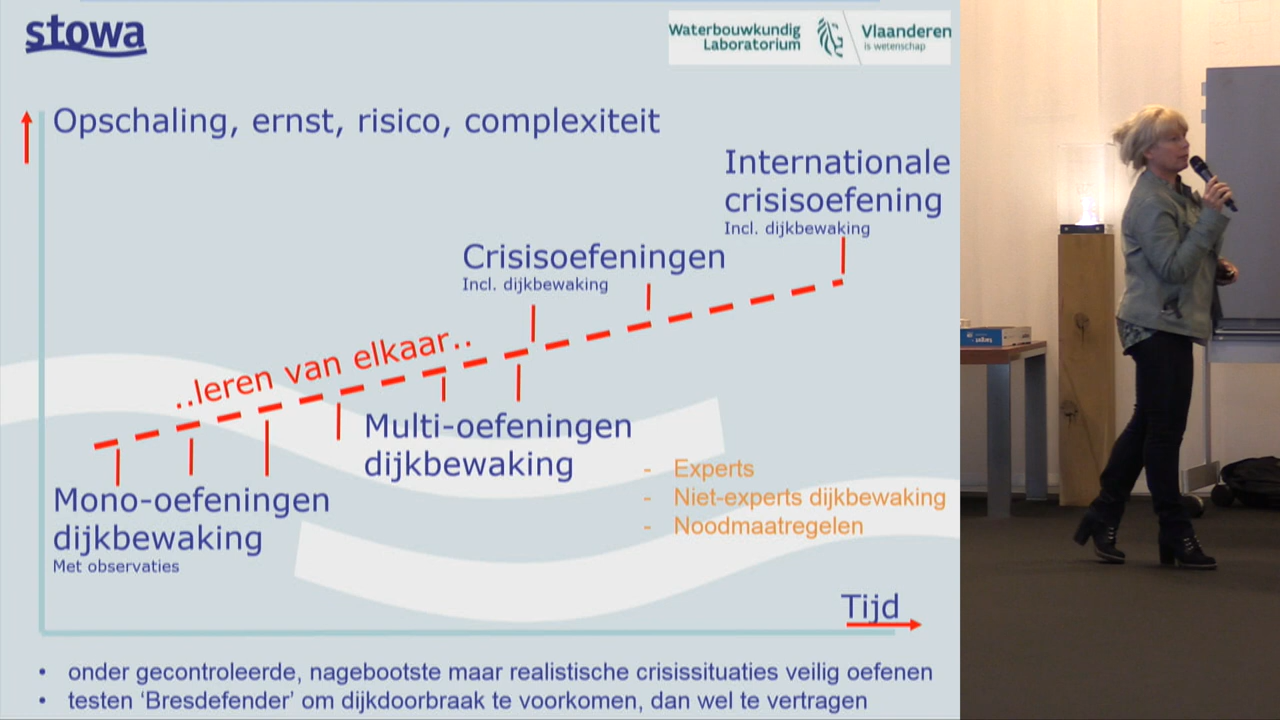 stowa
Waterbouwkundig
Laboratorium
Vlaanderen
is wetenschap
Opschaling, ernst, risico, complexiteit
Internationale
crisisoefening
Incl. dijkbewaking
Crisisoefeningen
Incl. dijkbewaking
..leren van elkaar..
Multi-oefeningen
dijkbewaking
- Experts
- Niet-experts dijkbewaking
- Noodmaatregelen
Mono-oefeningen
dijkbewaking
Met observaties
Tijd
• onder gecontroleerde, nagebootste maar realistische crisissituaties veilig oefenen
• testen ‘Bresdefender’ om dijkdoorbraak te voorkomen, dan wel te vertragen